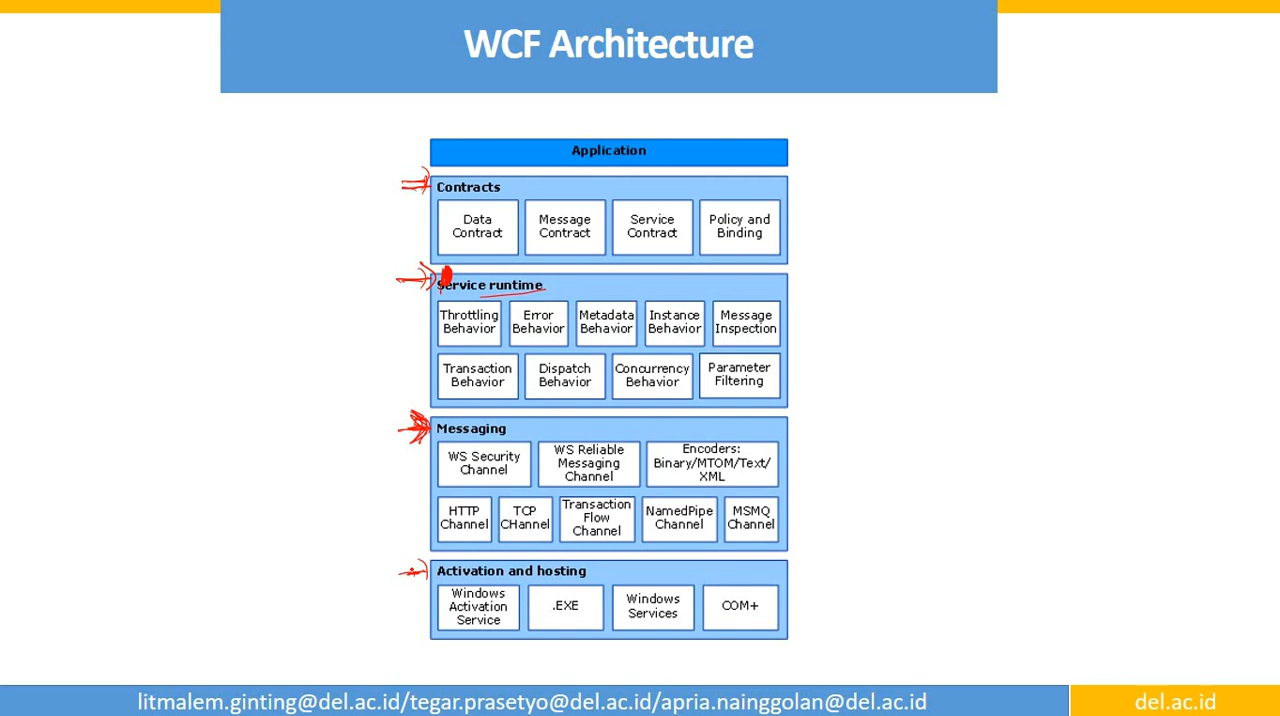 WCF Architecture
Application
Contracts
Data
Contract
Message
Contract
Service
Contract
Policy and
Binding
Service runtime
Throttling
Behavior
Error
Behavior
Metadata
Behavior
Instance
Behavior
Message
Inspection
Transaction
Behavior
Dispatch
Behavior
Concurrency
Behavior
Parameter
Filtering
Messaging
WS Security
Channel
WS Reliable
Messaging
Channel
Encoders:
Binary/MTOM/Text/
XML
HTTP
Channel
TCP
CHannel
Transaction
Flow
Channel
NamedPipe
Channel
MSMQ
Channel
Activation and hosting
Windows
Activation
Service
.EXE
Windows
Services
COM+
litmalem.ginting@del.ac.id/tegar.prasetyo@del.ac.id/apria.nainggolan@del.ac.id
del.ac.id